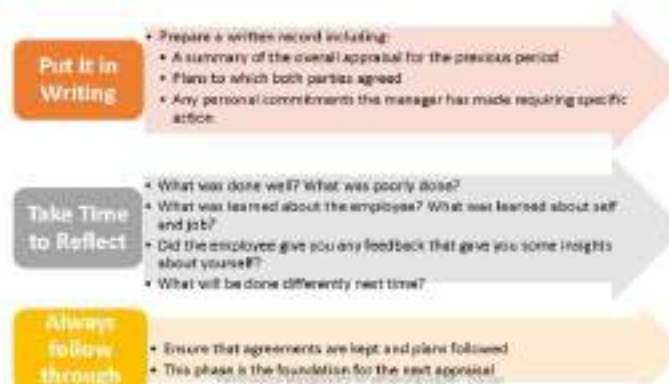 Put it in
Writing
• Prepare a written record including:
• A summary of the overall appraisal for the previous period
• Plans to which both parties agreed
• Any personal commitments the manager has made requiring specific
action
Take Time
to Reflect
• What was done well? What was poorly done?
• What was learned about the employee? What was learned about self
and job?
• Did the employee give you any feedback that gave you some insights
about yourself?
• What will be done differently next time?
Always
follow
through
• Ensure that agreements are kept and plans followed
• This phase is the foundation for the next appraisal